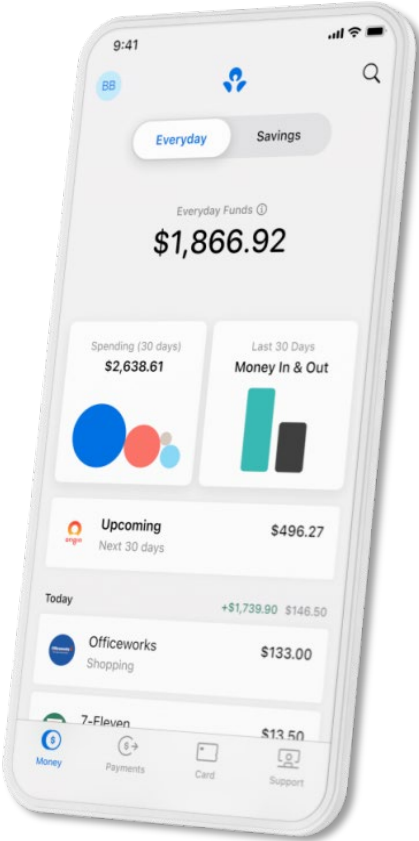 9:41
BB
Everyday Savings
Everyday Funds
$1,866.92
Spending (30 days)
$2,638.61
Last 30 Days
Money In & Out
Upcoming
$496.27
Next 30 days
Today
+$1,739.90 $146.50
Officeworks
$133.00
Shopping
7-Eleven
$13.50
Money
Payments
Card
Support